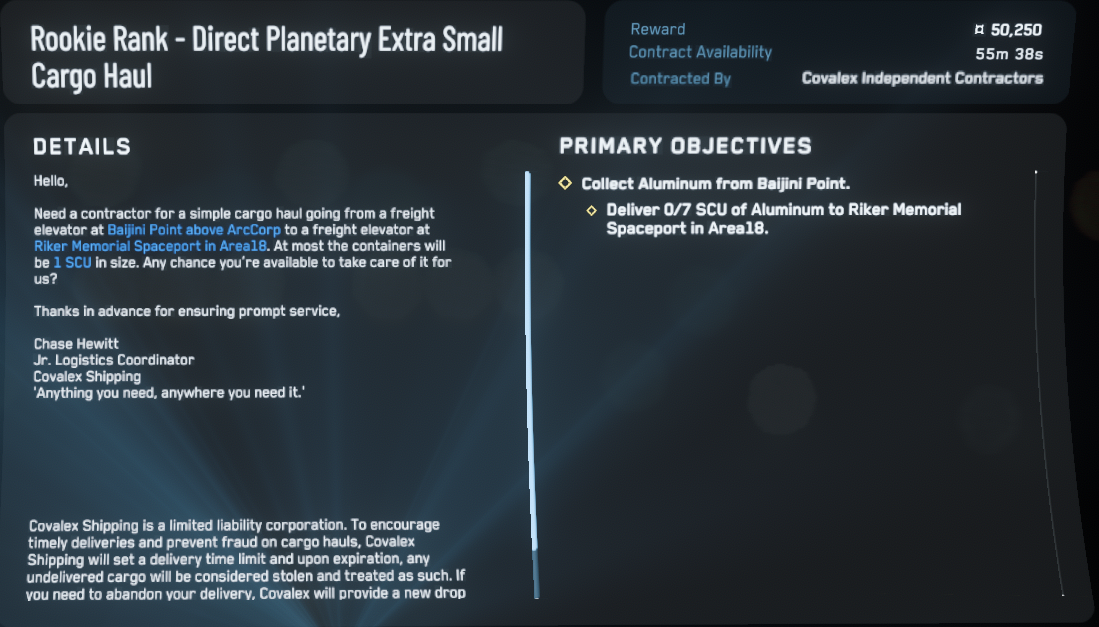 Rookie Rank - Direct Planetary Extra Small
Cargo Haul
Reward ¤ 50,250
Contract Availability 55m 38s
Contracted By Covalex Independent Contractors
DETAILS
Hello,
Need a contractor for a simple cargo haul going from a freight
elevator at Baijini Point above ArcCorp to a freight elevator at
Riker Memorial Spaceport in Area18. At most the containers will
be 1 SCU in size. Any chance you're available to take care of it for
us?
Thanks in advance for ensuring prompt service,
Chase Hewitt
Jr. Logistics Coordinator
Covalex Shipping
'Anything you need, anywhere you need it.'
Covalex Shipping is a limited liability corporation. To encourage
timely deliveries and prevent fraud on cargo hauls, Covalex
Shipping will set a delivery time limit and upon expiration, any
undelivered cargo will be considered stolen and treated as such. If
you need to abandon your delivery, Covalex will provide a new drop
PRIMARY OBJECTIVES
Collect Aluminum from Baijini Point.
Deliver 0/7 SCU of Aluminum to Riker Memorial
Spaceport in Area18.